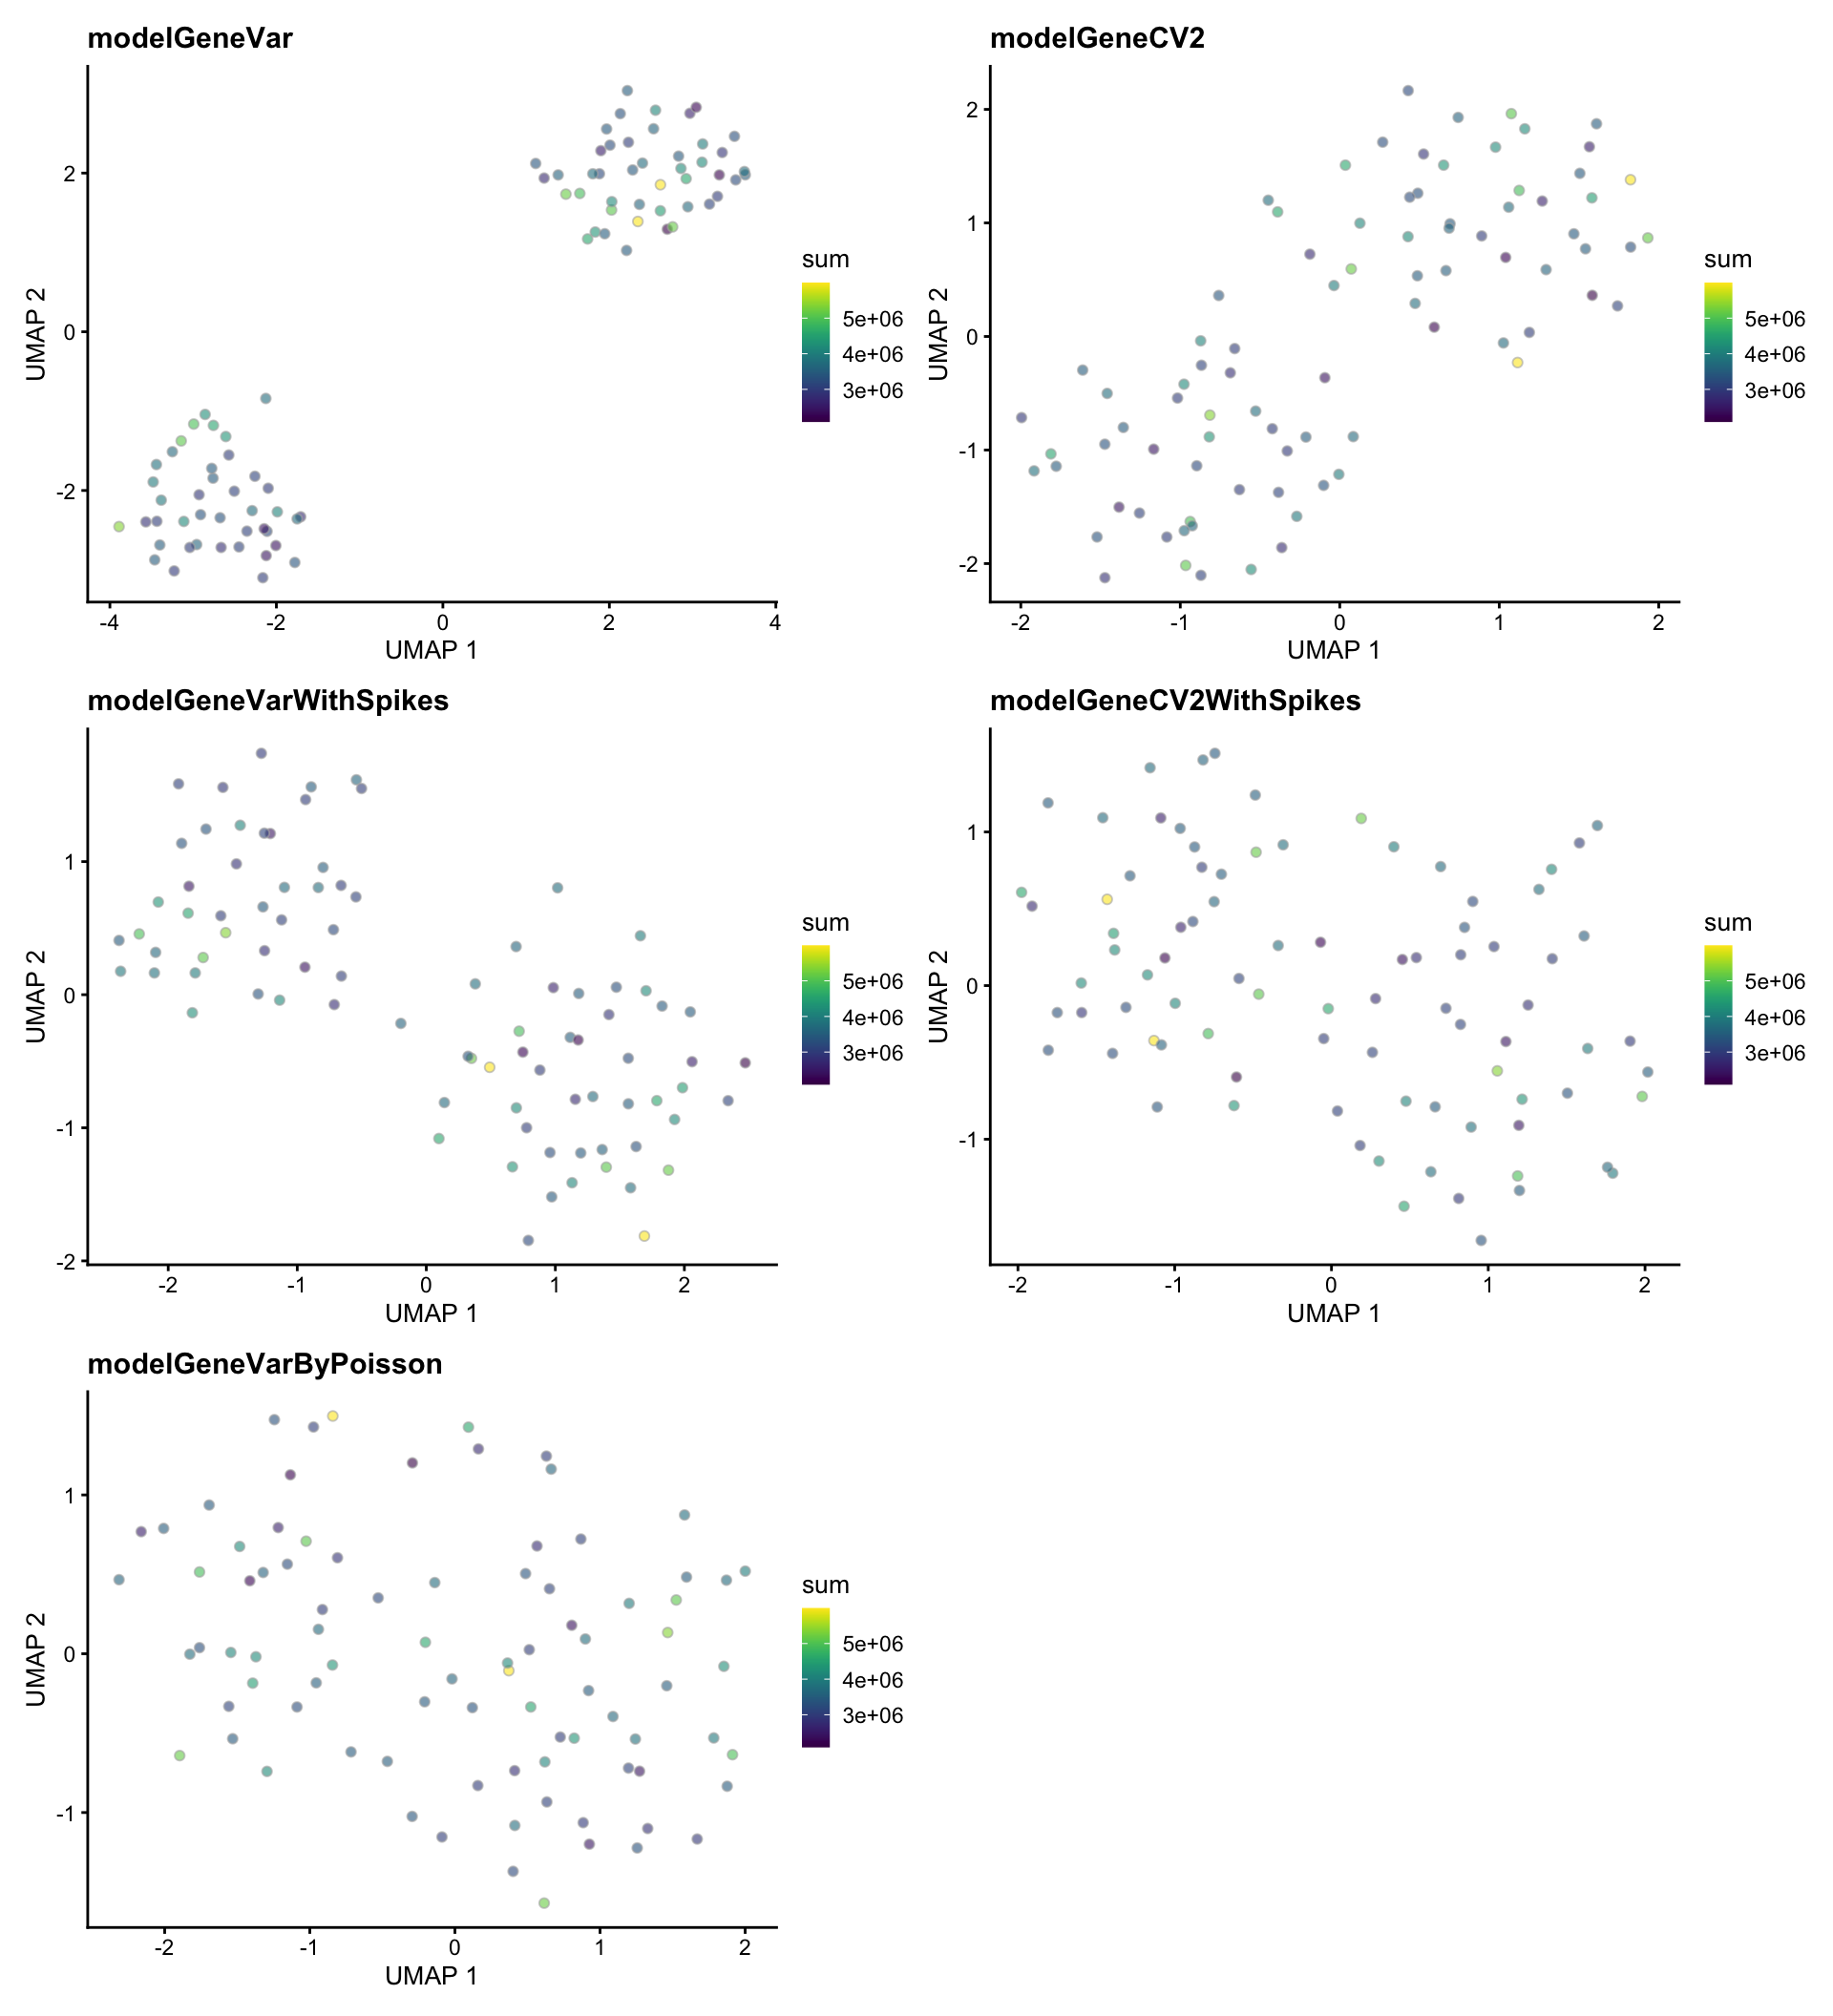 modelGeneVar
UMAP 2
2
0
-2
-4
-2
0
2
4
UMAP 1
sum
5e+06
4e+06
3e+06
modelGeneCV2
UMAP 2
2
1
0
-1
-2
-2
-1
0
1
2
UMAP 1
sum
5e+06
4e+06
3e+06
modelGeneVarWithSpikes
UMAP 2
1
0
-1
-2
-2
-1
0
1
2
UMAP 1
sum
5e+06
4e+06
3e+06
modelGeneCV2WithSpikes
UMAP 2
1
0
-1
-2
-1
0
1
2
UMAP 1
sum
5e+06
4e+06
3e+06
modelGeneVarByPoisson
UMAP 2
1
0
-1
-2
-1
0
1
2
UMAP 1
sum
5e+06
4e+06
3e+06